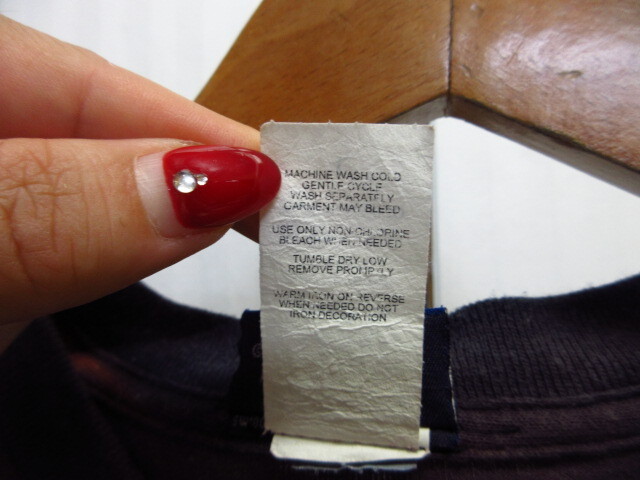 MACHINE WASH COLD
GENTLE CYCLE
WASH SEPARATELY
GARMENT MAY BLEED
USE ONLY NON-CHLORINE
BLEACH WHEN NEEDED
TUMBLE DRY LOW
REMOVE PROMPTLY
WARM IRON ON REVERSE
WHEN NEEDED DO NOT
IRON DECORATION